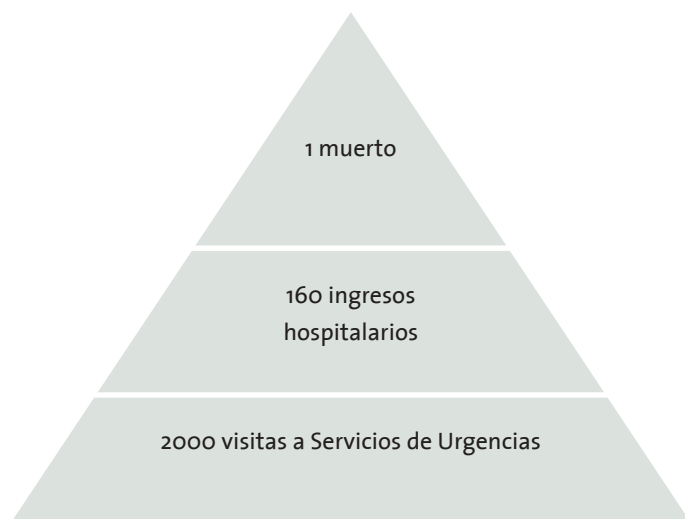 1 muerto
160 ingresos
hospitalarios
2000 visitas a Servicios de Urgencias